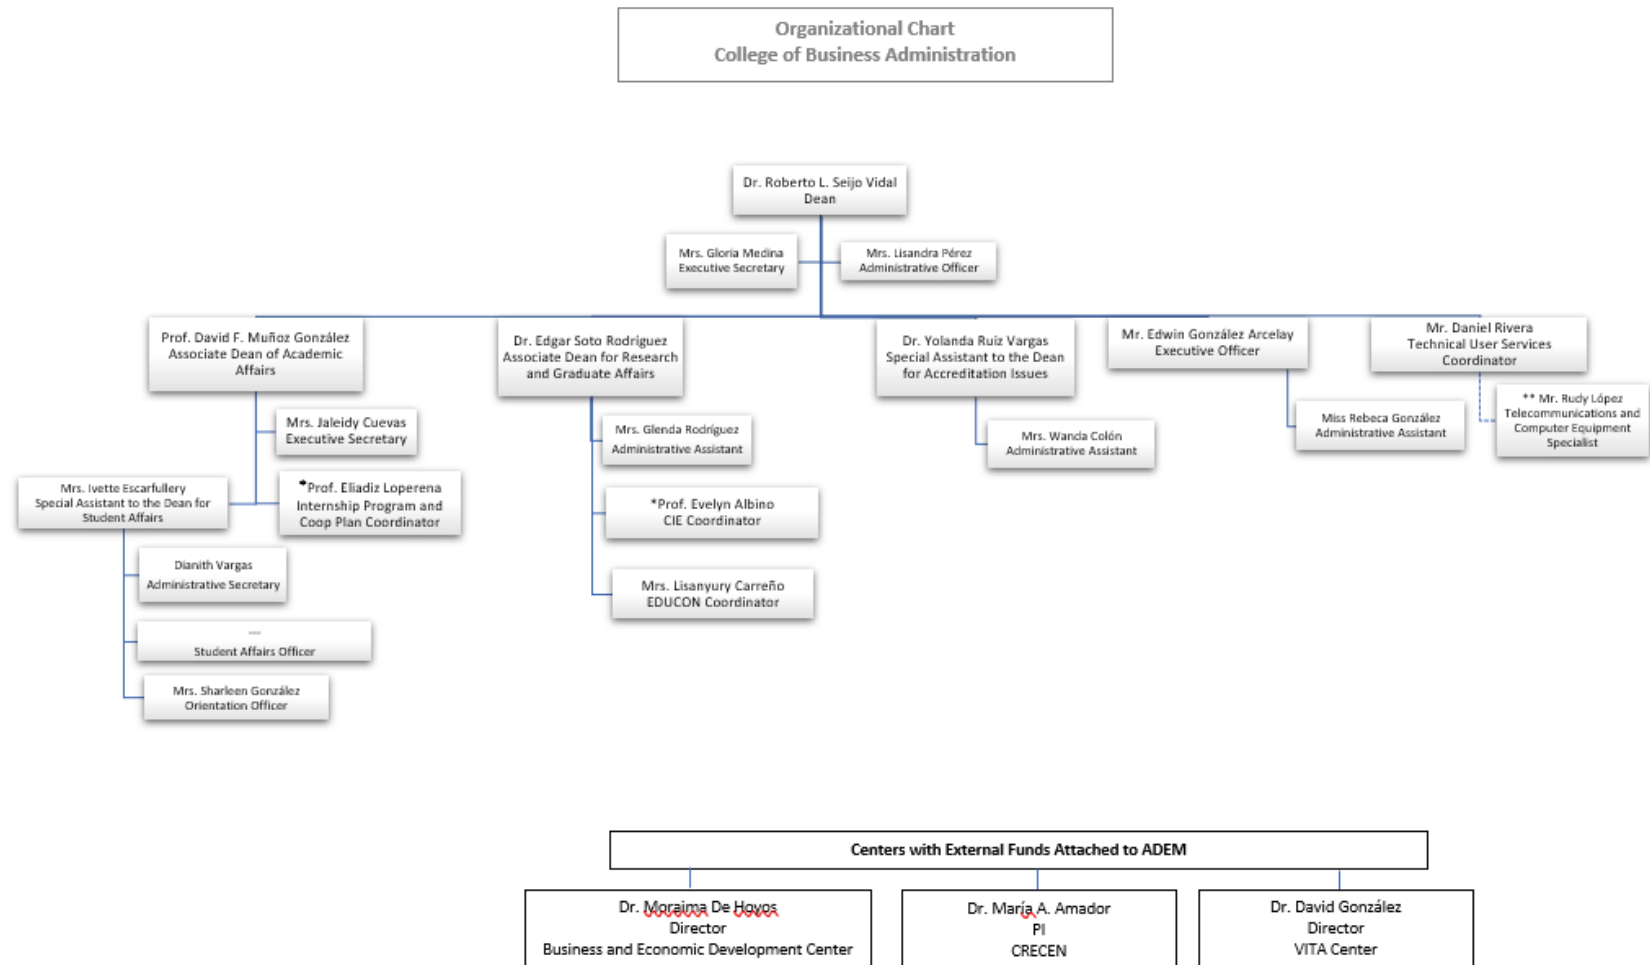 Organizational Chart
College of Business Administration
Dr. Roberto L. Seijo Vidal
Dean
Mrs. Gloria Medina
Executive Secretary
Mrs. Lisandra Pérez
Administrative Officer
Prof. David F. Muñoz González
Associate Dean of Academic
Affairs
Dr. Edgar Soto Rodríguez
Associate Dean for Research
and Graduate Affairs
Dr. Yolanda Ruiz Vargas
Special Assistant to the Dean
for Accreditation Issues
Mr. Edwin González Arcelay
Executive Officer
Mr. Daniel Rivera
Technical User Services
Coordinator
Mrs. Jaleidy Cuevas
Executive Secretary
Mrs. Ivette Escarfullery
Special Assistant to the Dean for
Student Affairs
*Prof. Eliadiz Loperena
Internship Program and
Coop Plan Coordinator
Dianith Vargas
Administrative Secretary
---
Student Affairs Officer
Mrs. Sharleen González
Orientation Officer
Mrs. Glenda Rodríguez
Administrative Assistant
*Prof. Evelyn Albino
CIE Coordinator
Mrs. Lisanyury Carreño
EDUCON Coordinator
Mrs. Wanda Colón
Administrative Assistant
Miss Rebeca González
Administrative Assistant
** Mr. Rudy López
Telecommunications and
Computer Equipment
Specialist
Centers with External Funds Attached to ADEM
Dr. Moraima De Hoyos
Director
Business and Economic Development Center
Dr. María A. Amador
PI
CRECEN
Dr. David González
Director
VITA Center